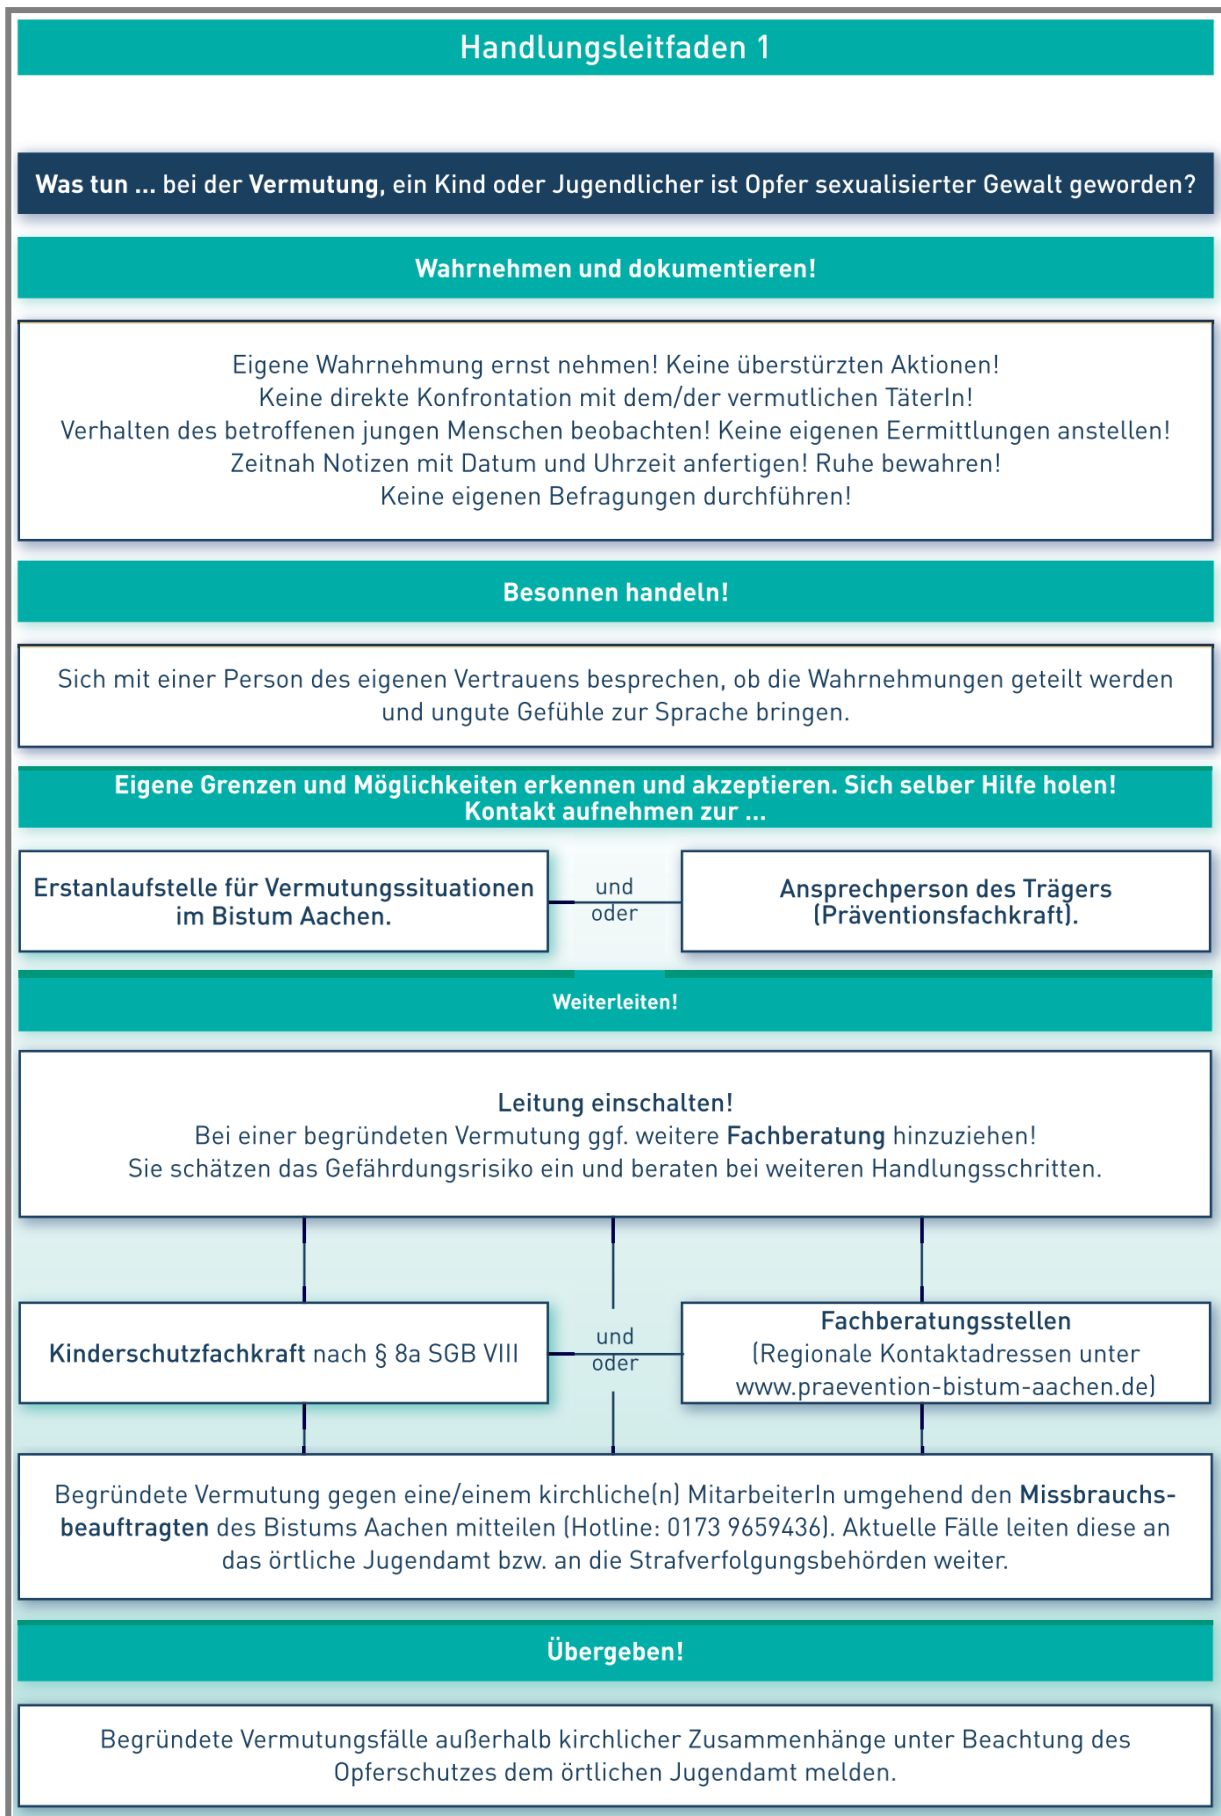 Handlungsleitfaden 1
Was tun ... bei der Vermutung, ein Kind oder Jugendlicher ist Opfer sexualisierter Gewalt geworden?
Wahrnehmen und dokumentieren!
Eigene Wahrnehmung ernst nehmen! Keine überstürzten Aktionen!
Keine direkte Konfrontation mit dem/der vermutlichen TäterIn!
Verhalten des betroffenen jungen Menschen beobachten! Keine eigenen Eermittlungen anstellen!
Zeitnah Notizen mit Datum und Uhrzeit anfertigen! Ruhe bewahren!
Keine eigenen Befragungen durchführen!
Besonnen handeln!
Sich mit einer Person des eigenen Vertrauens besprechen, ob die Wahrnehmungen geteilt werden
und ungute Gefühle zur Sprache bringen.
Eigene Grenzen und Möglichkeiten erkennen und akzeptieren. Sich selber Hilfe holen!
Kontakt aufnehmen zur ...
Erstanlaufstelle für Vermutungssituationen
im Bistum Aachen.
und
oder
Ansprechperson des Trägers
(Präventionsfachkraft).
Weiterleiten!
Leitung einschalten!
Bei einer begründeten Vermutung ggf. weitere Fachberatung hinzuziehen!
Sie schätzen das Gefährdungsrisiko ein und beraten bei weiteren Handlungsschritten.
Kinderschutzfachkraft nach § 8a SGB VIII
und
oder
Fachberatungsstellen
(Regionale Kontaktadressen unter
www.praevention-bistum-aachen.de)
Begründete Vermutung gegen eine/einem kirchliche(n) MitarbeiterIn umgehend den Missbrauchs-
beauftragten des Bistums Aachen mitteilen (Hotline: 0173 9659436). Aktuelle Fälle leiten diese an
das örtliche Jugendamt bzw. an die Strafverfolgungsbehörden weiter.
Übergeben!
Begründete Vermutungsfälle außerhalb kirchlicher Zusammenhänge unter Beachtung des
Opferschutzes dem örtlichen Jugendamt melden.